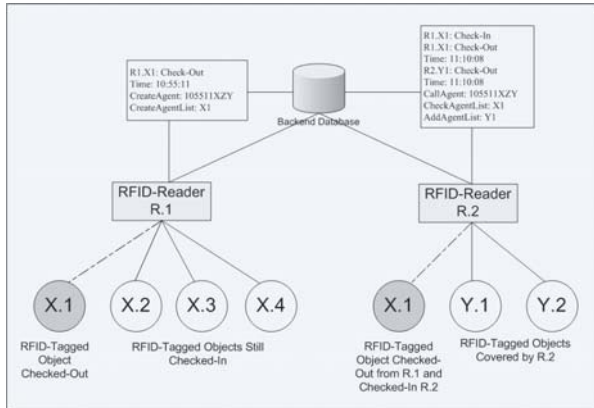 R1.X1: Check-Out
Time: 10:55:11
CreateAgent: 105511XZY
CreateAgentList: X1
R1.X1: Check-In
R1.X1: Check-Out
Time: 11:10:08
R2.Y1: Check-Out
Time: 11:10:08
CallAgent: 105511XZY
CheckAgentList: X1
AddAgentList: Y1
Backend Database
RFID-Reader
R.1
RFID-Reader
R.2
X.1
X.2
X.3
X.4
X.1
Y.1
Y.2
RFID-Tagged
Object
Checked-Out
RFID-Tagged Objects Still
Checked-In
RFID-Tagged
Object Checked-
Out from R.1 and
Checked-In R.2
RFID-Tagged Objects
Covered by R.2